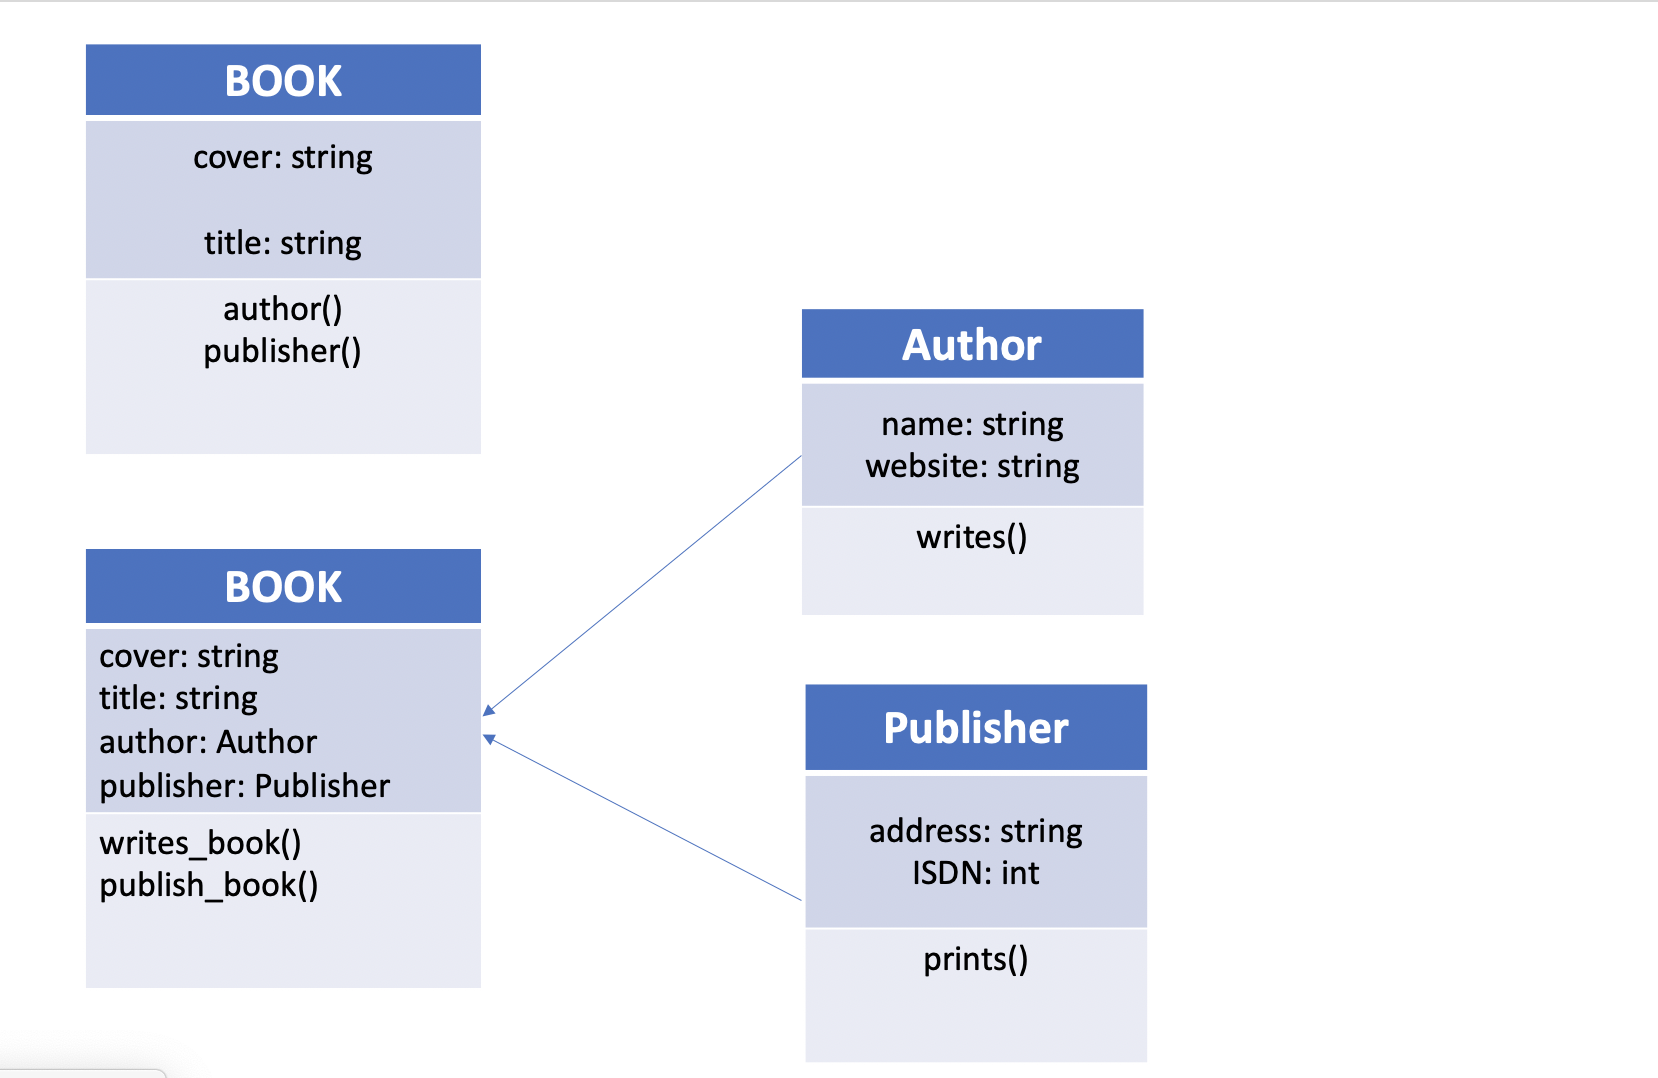 BOOK
cover: string
title: string
author()
publisher()
Author
name: string
website: string
writes()
BOOK
cover: string
title: string
author: Author
publisher: Publisher
writes_book()
publish_book()
Publisher
address: string
ISDN: int
prints()